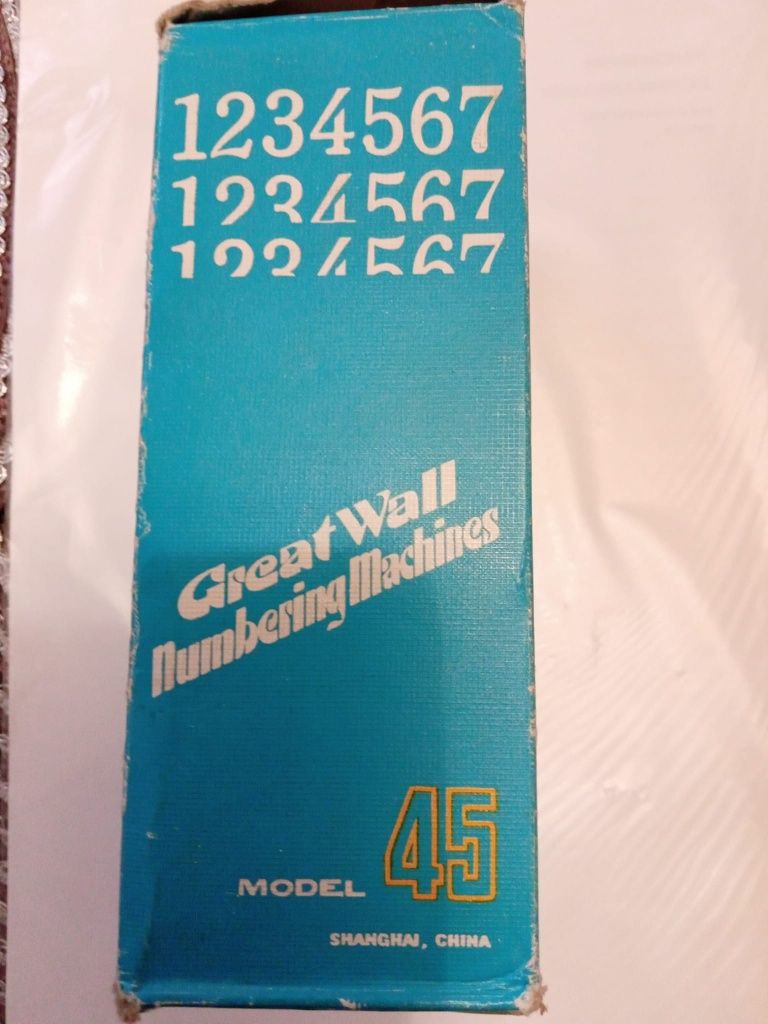 1234567
1234567
1234567
Great Wall
Numbering Machines
MODEL 45
SHANGHAI, CHINA